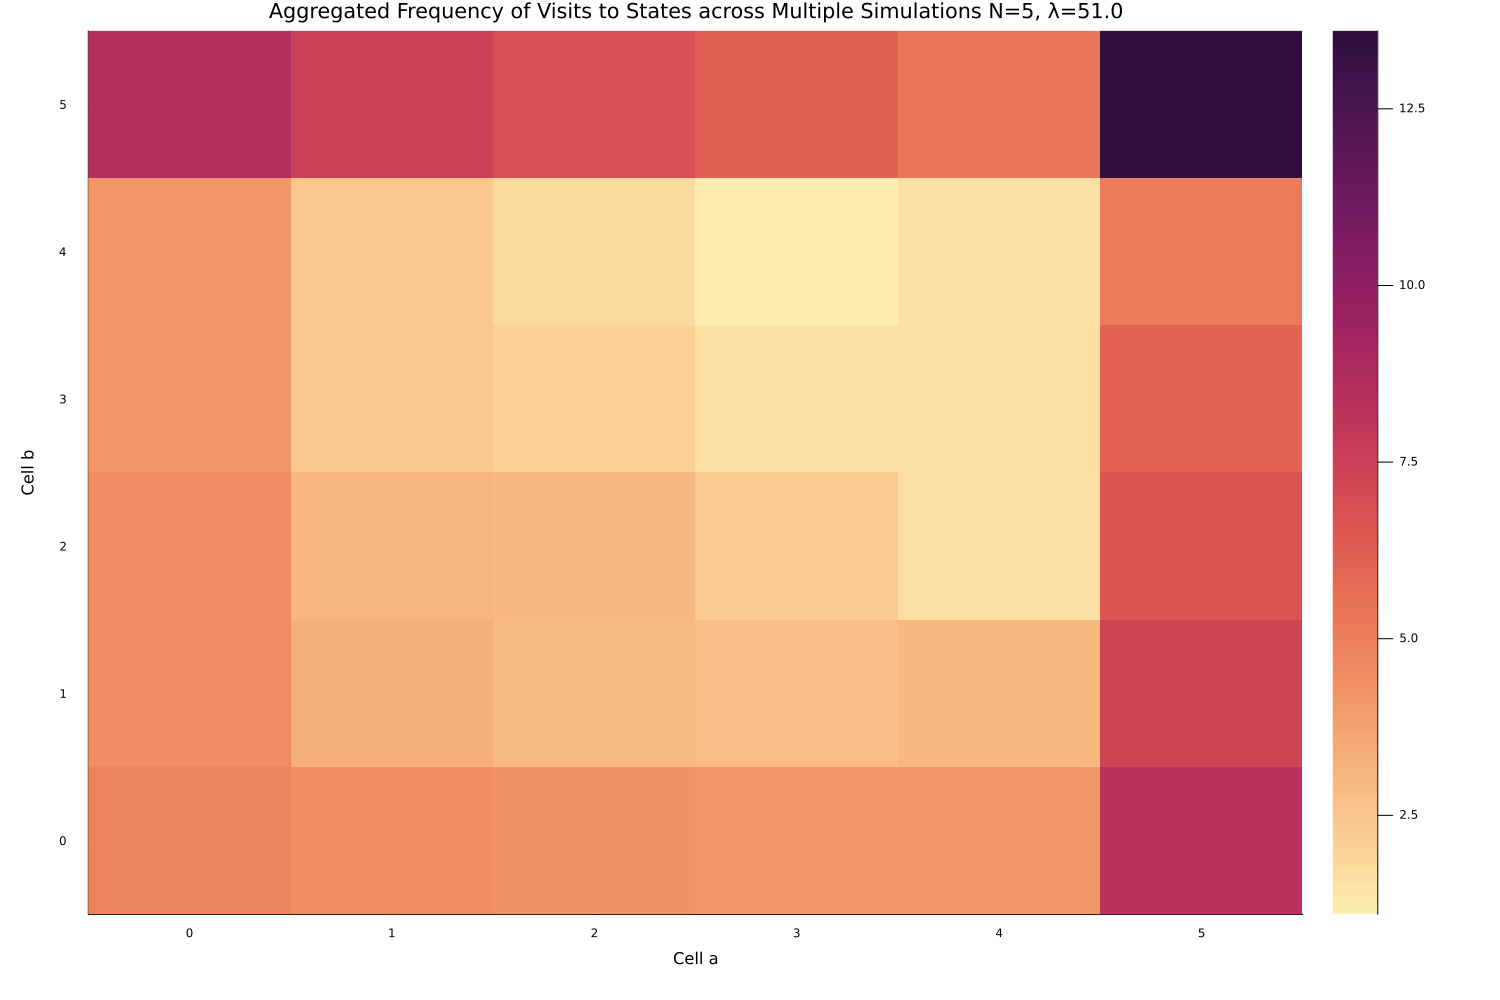 Aggregated Frequency of Visits to States across Multiple Simulations N=5, λ=51.0
5
4
3
2
1
0
Cell b
0 1 2 3 4 5
Cell a
12.5
10.0
7.5
5.0
2.5